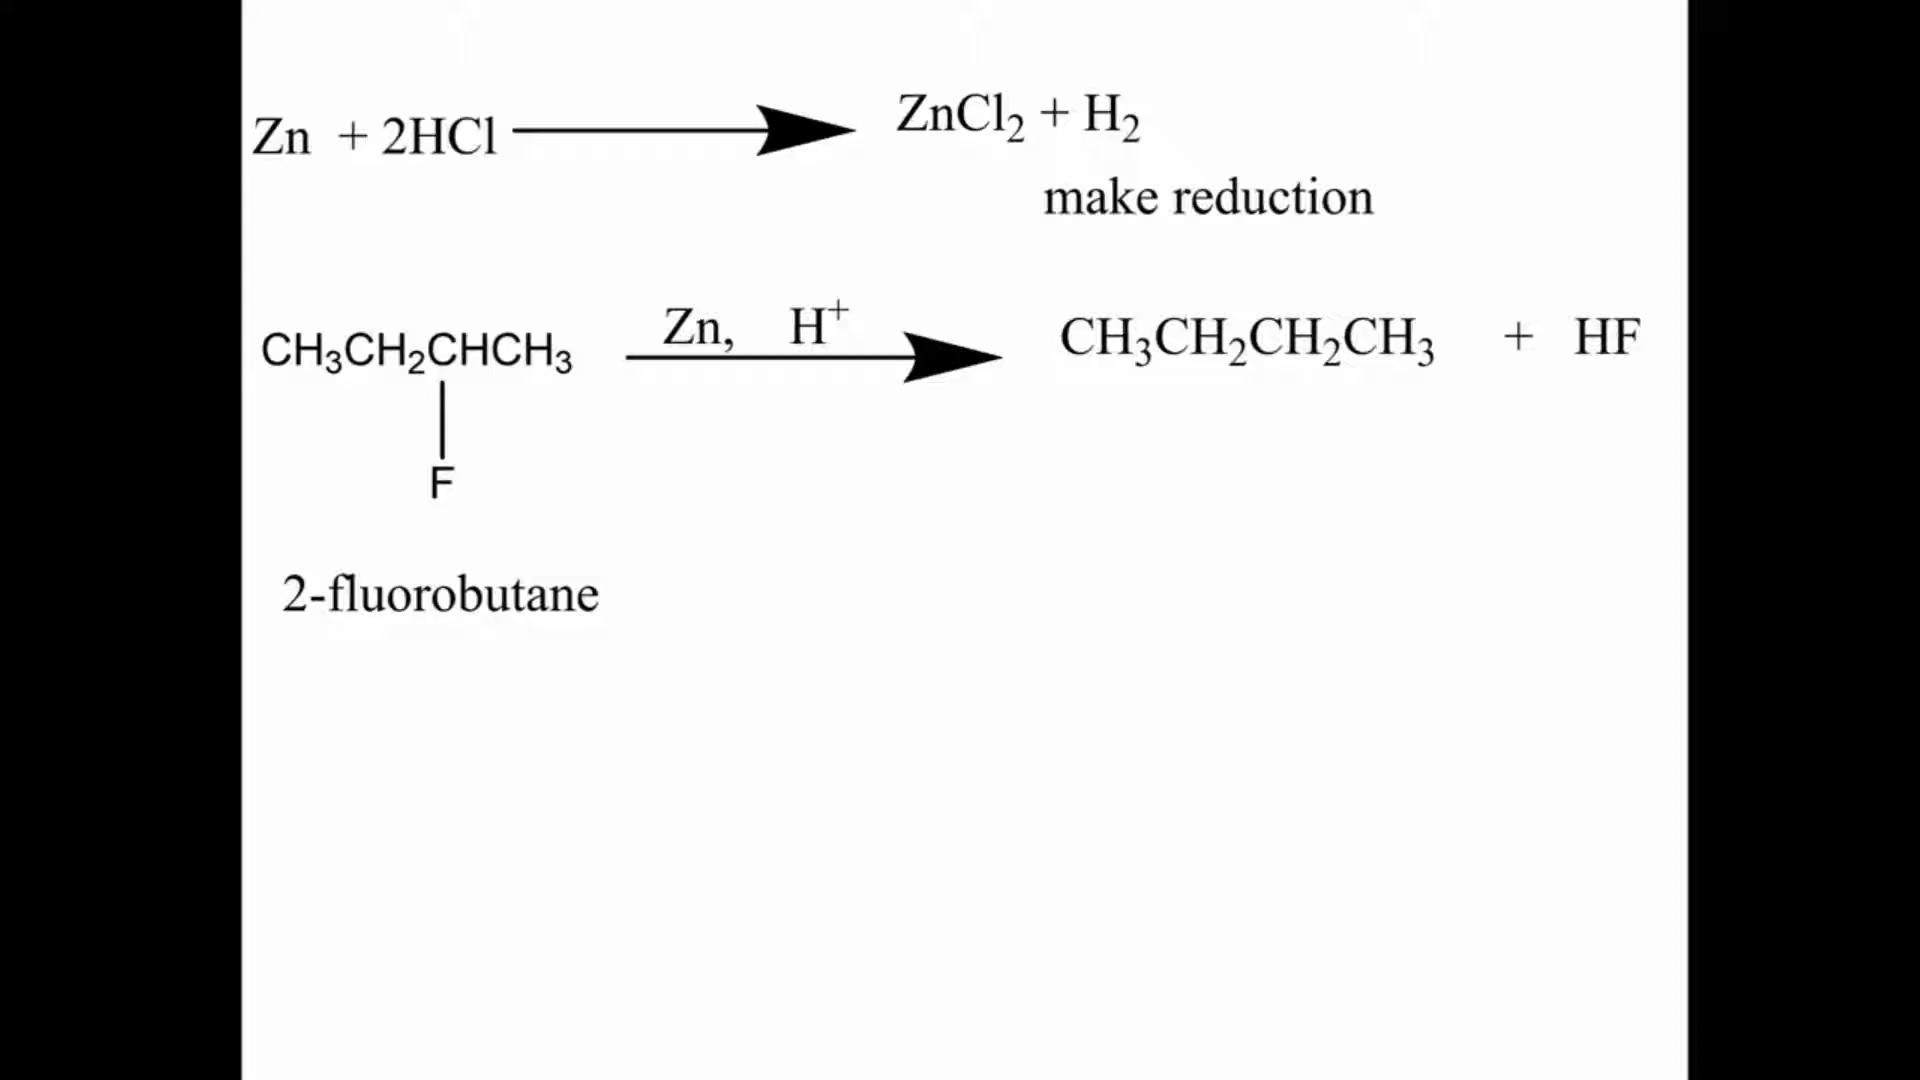 Zn + 2HCl ZnCl₂ + H₂
make reduction
CH₃CH₂CHCH₃ Zn, H⁺ CH₃CH₂CH₂CH₃ + HF
F
2-fluorobutane